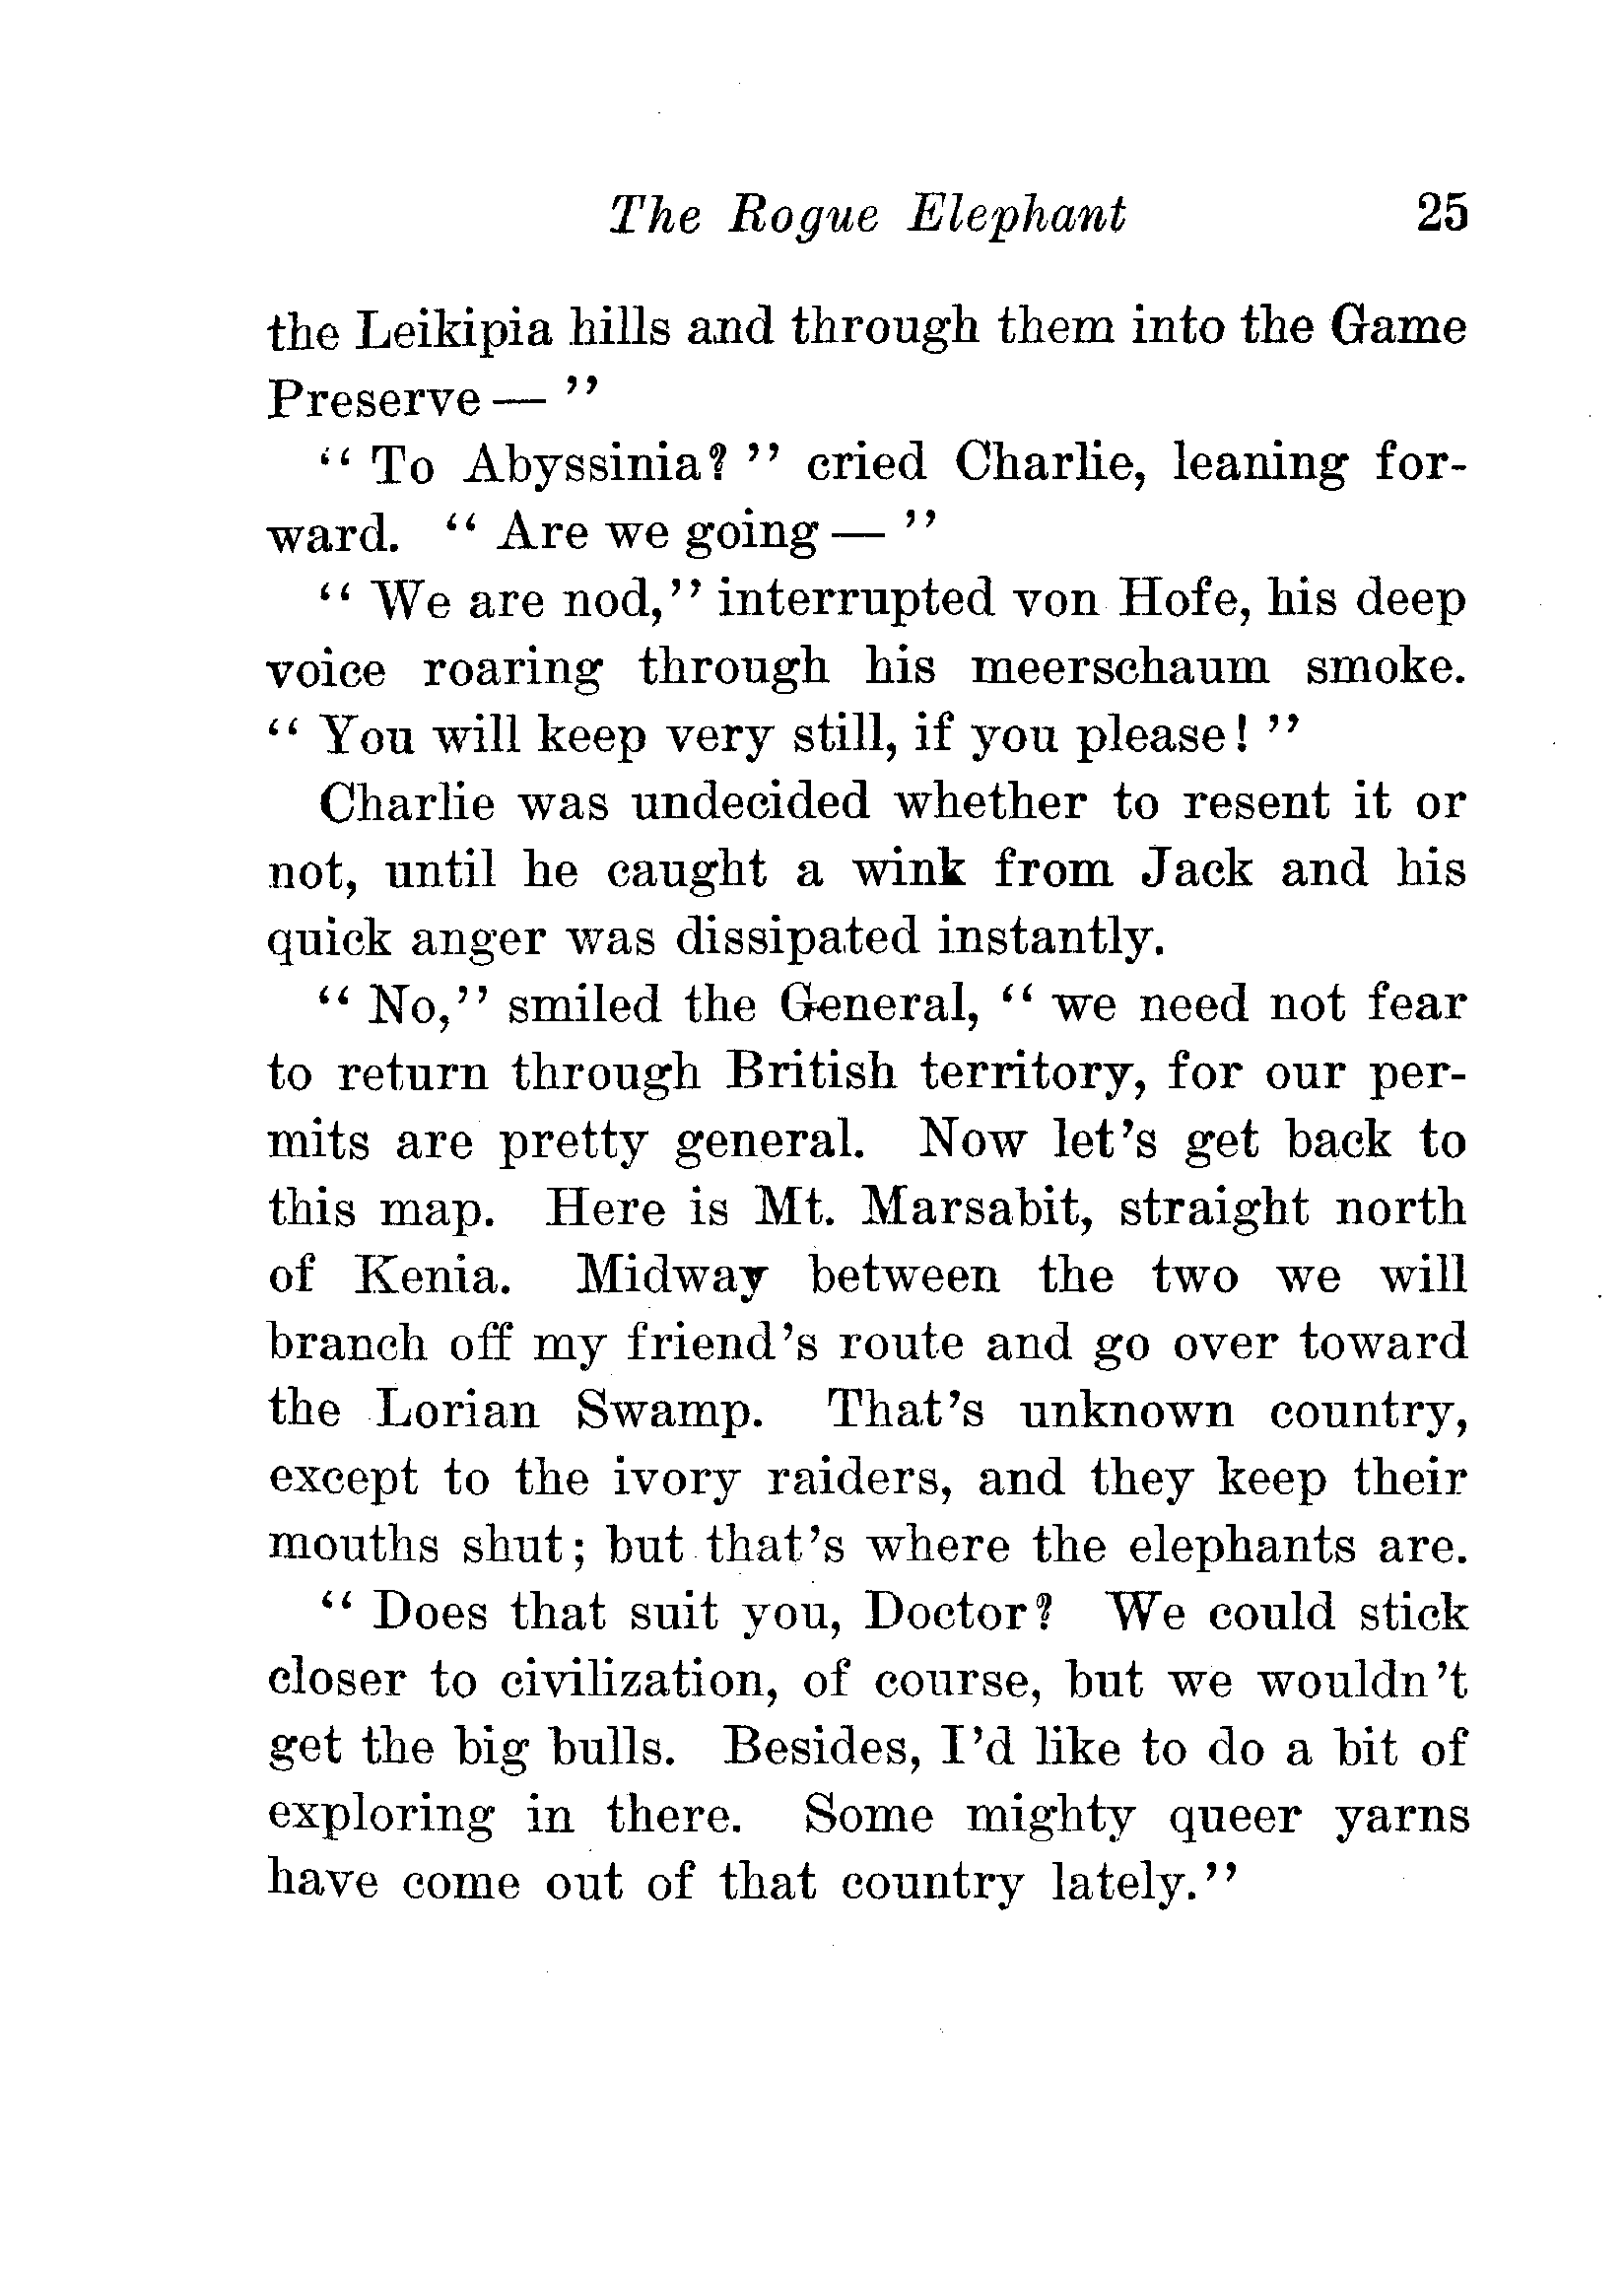 The Rogue Elephant 25
the Leikipia hills and through them into the Game
Preserve — ''
'' To Abyssinia? '' cried Charlie, leaning for-
ward. '' Are we going — ''
'' We are nod,'' interrupted von Hofe, his deep
voice roaring through his meerschaum smoke.
'' You will keep very still, if you please! ''
Charlie was undecided whether to resent it or
not, until he caught a wink from Jack and his
quick anger was dissipated instantly.
'' No,'' smiled the General, '' we need not fear
to return through British territory, for our per-
mits are pretty general. Now let's get back to
this map. Here is Mt. Marsabit, straight north
of Kenia. Midway between the two we will
branch off my friend's route and go over toward
the Lorian Swamp. That's unknown country,
except to the ivory raiders, and they keep their
mouths shut; but that's where the elephants are.
'' Does that suit you, Doctor? We could stick
closer to civilization, of course, but we wouldn't
get the big bulls. Besides, I'd like to do a bit of
exploring in there. Some mighty queer yarns
have come out of that country lately.''